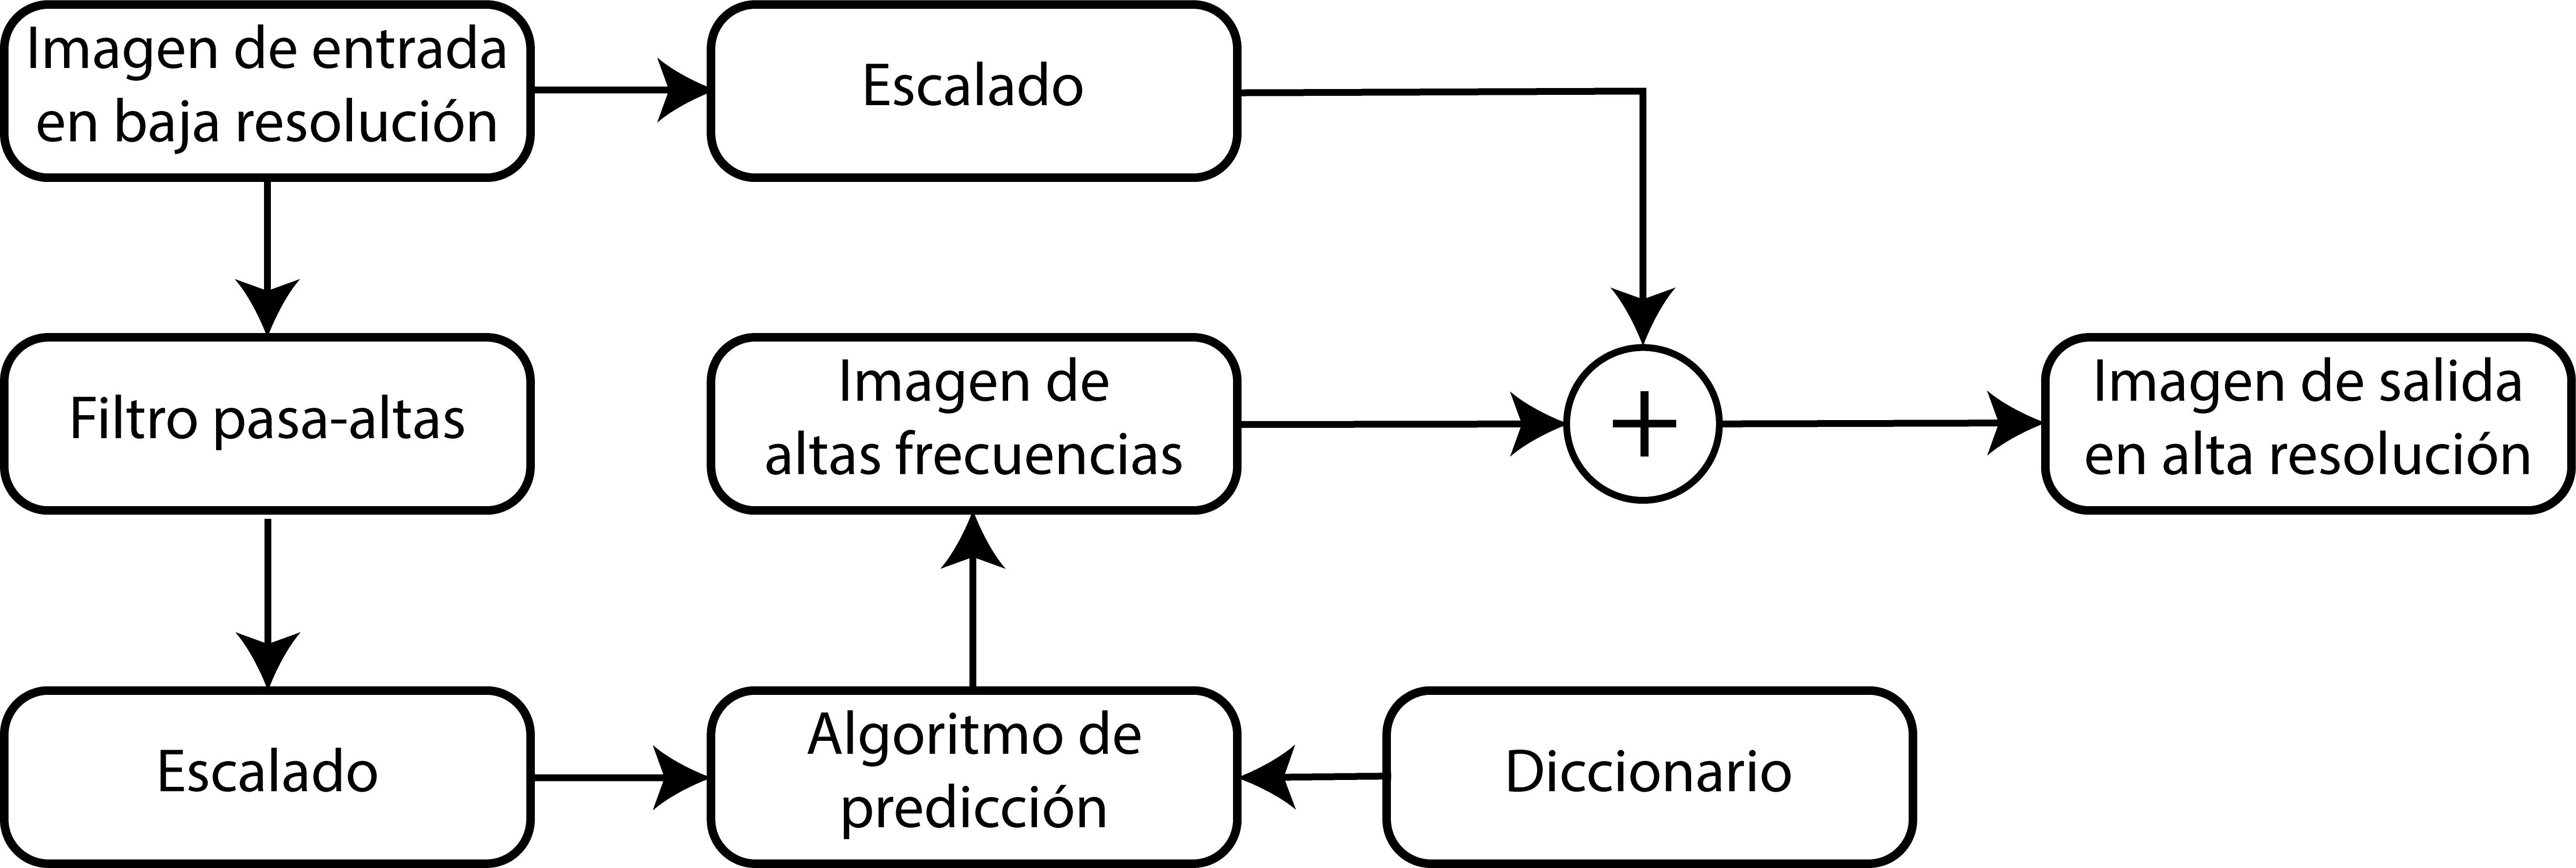 Imagen de entrada
en baja resolución
Escalado
Filtro pasa-altas
Imagen de
altas frecuencias
+
Imagen de salida
en alta resolución
Escalado
Algoritmo de
predicción
Diccionario